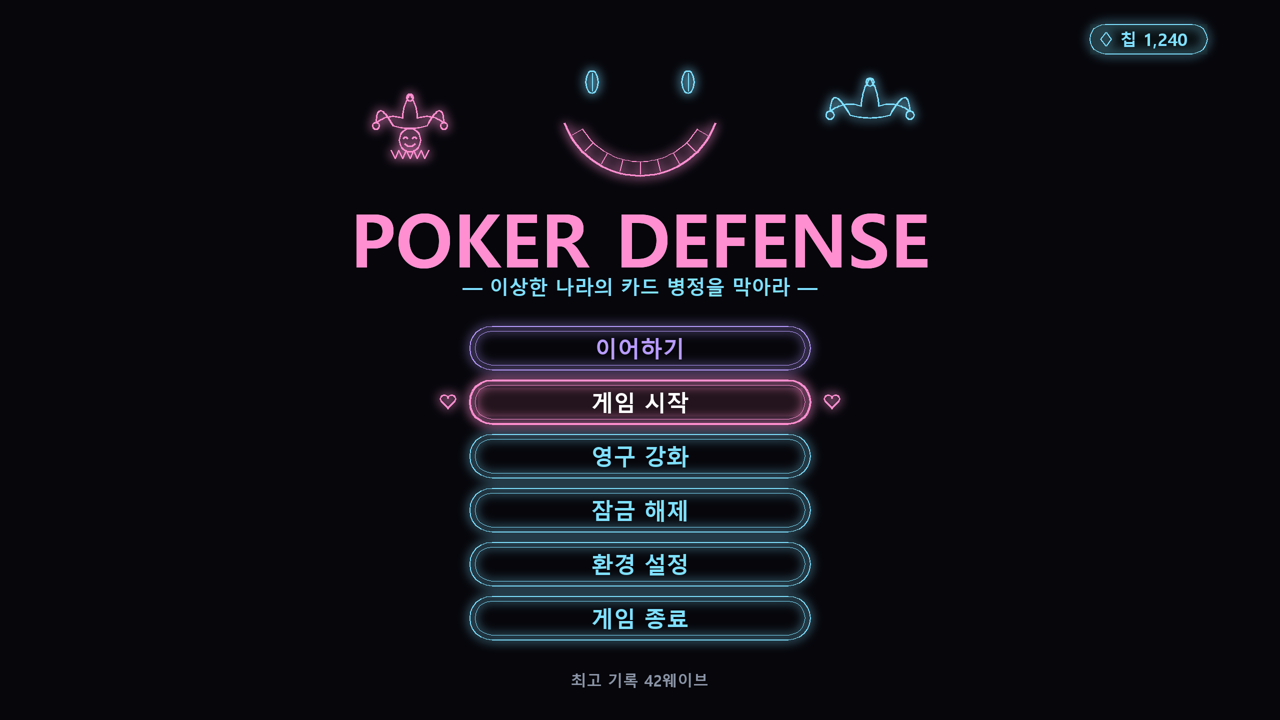 칩 1,240
POKER DEFENSE
— 이상한 나라의 카드 병정을 막아라 —
이어하기
게임 시작
영구 강화
잠금 해제
환경 설정
게임 종료
최고 기록 42웨이브